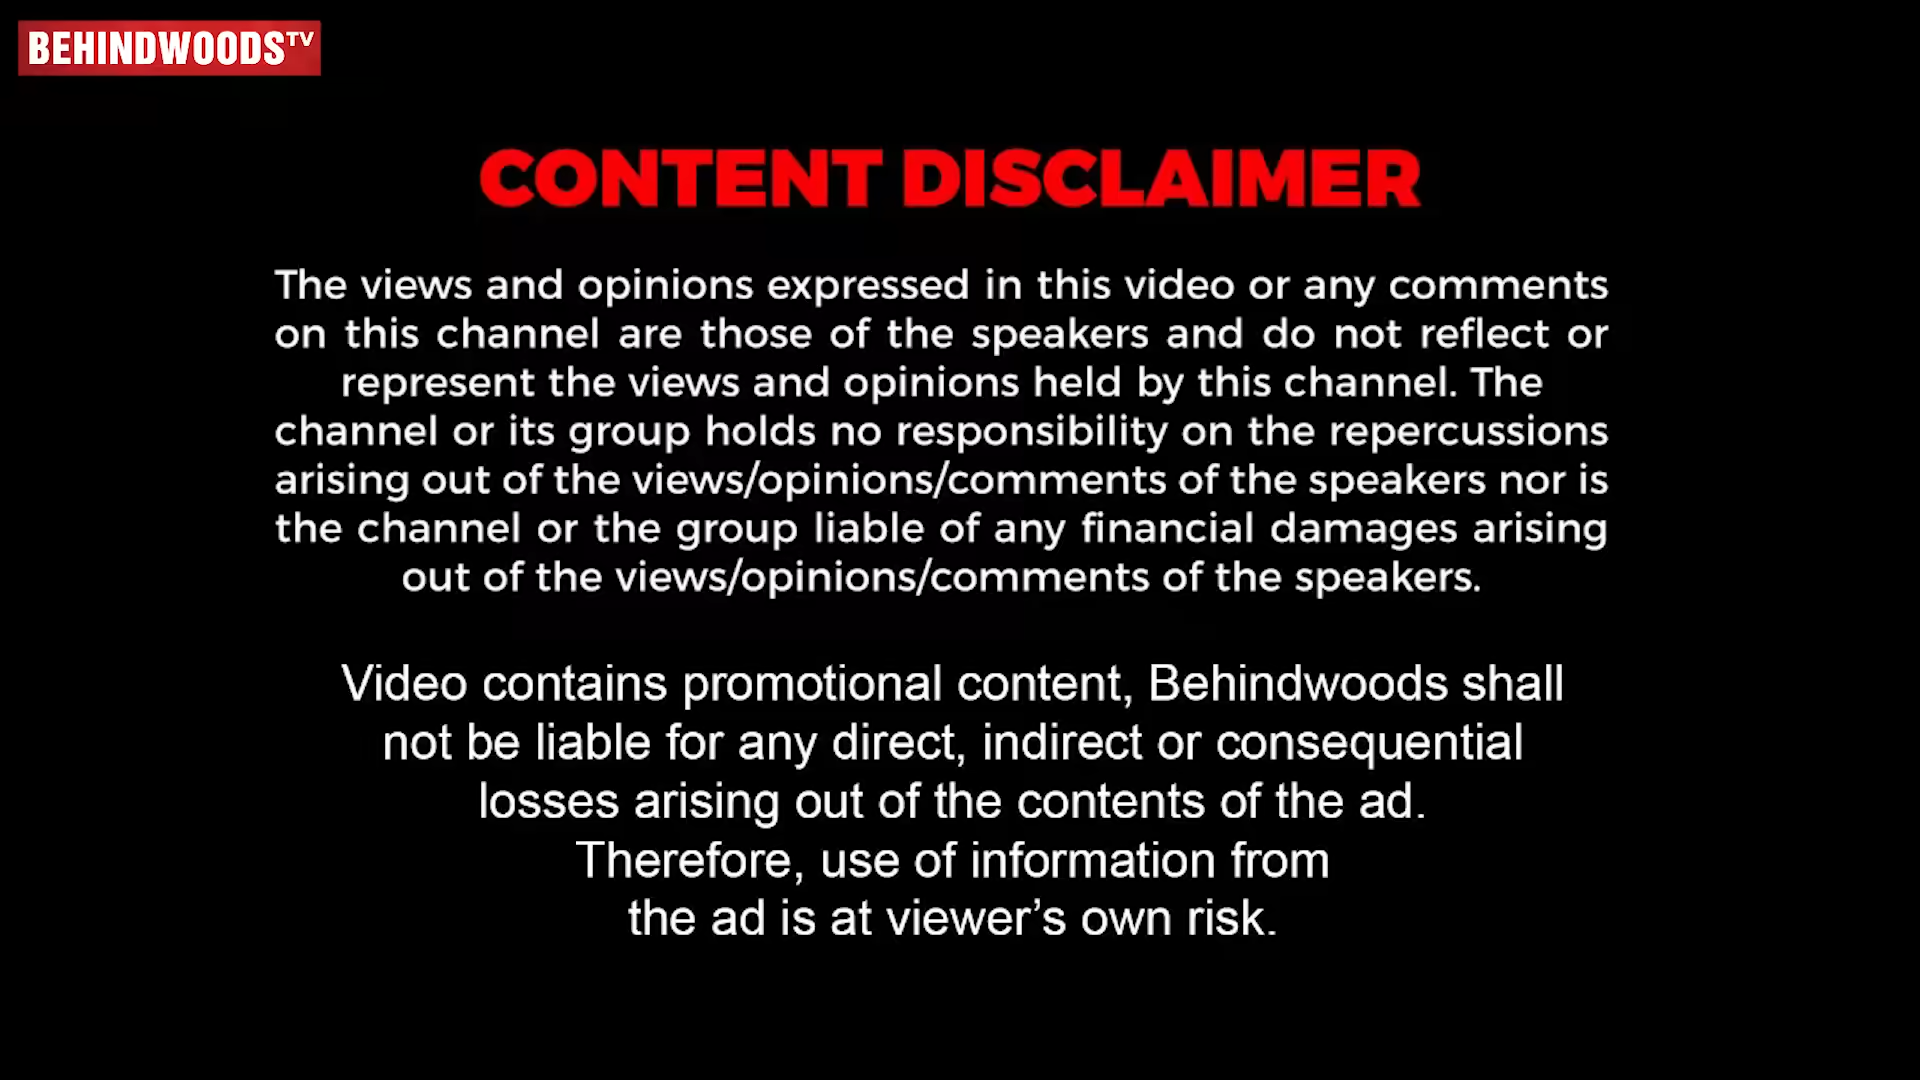 BEHINDWOODSTV
CONTENT DISCLAIMER
The views and opinions expressed in this video or any comments
on this channel are those of the speakers and do not reflect or
represent the views and opinions held by this channel. The
channel or its group holds no responsibility on the repercussions
arising out of the views/opinions/comments of the speakers nor is
the channel or the group liable of any financial damages arising
out of the views/opinions/comments of the speakers.
Video contains promotional content, Behindwoods shall
not be liable for any direct, indirect or consequential
losses arising out of the contents of the ad.
Therefore, use of information from
the ad is at viewer’s own risk.